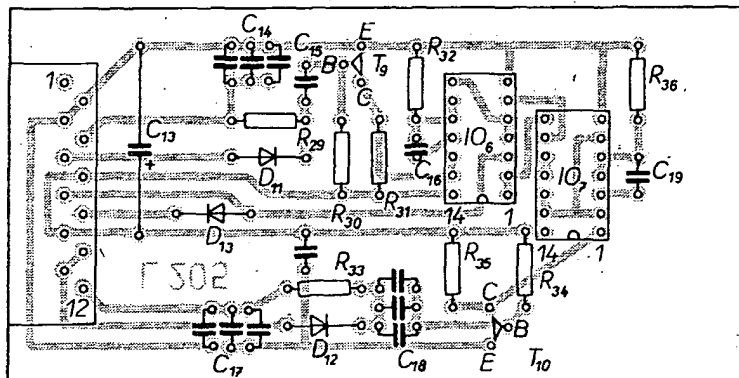 C14
C15
E
B
T9
C
R32
R36
1
C13
+
R29
IO6
IO7
C16
C19
D11
R30
R31
14
1
D13
14
1
R33
R35
R34
L205
12
C
B
D12
C18
E
C17
T10